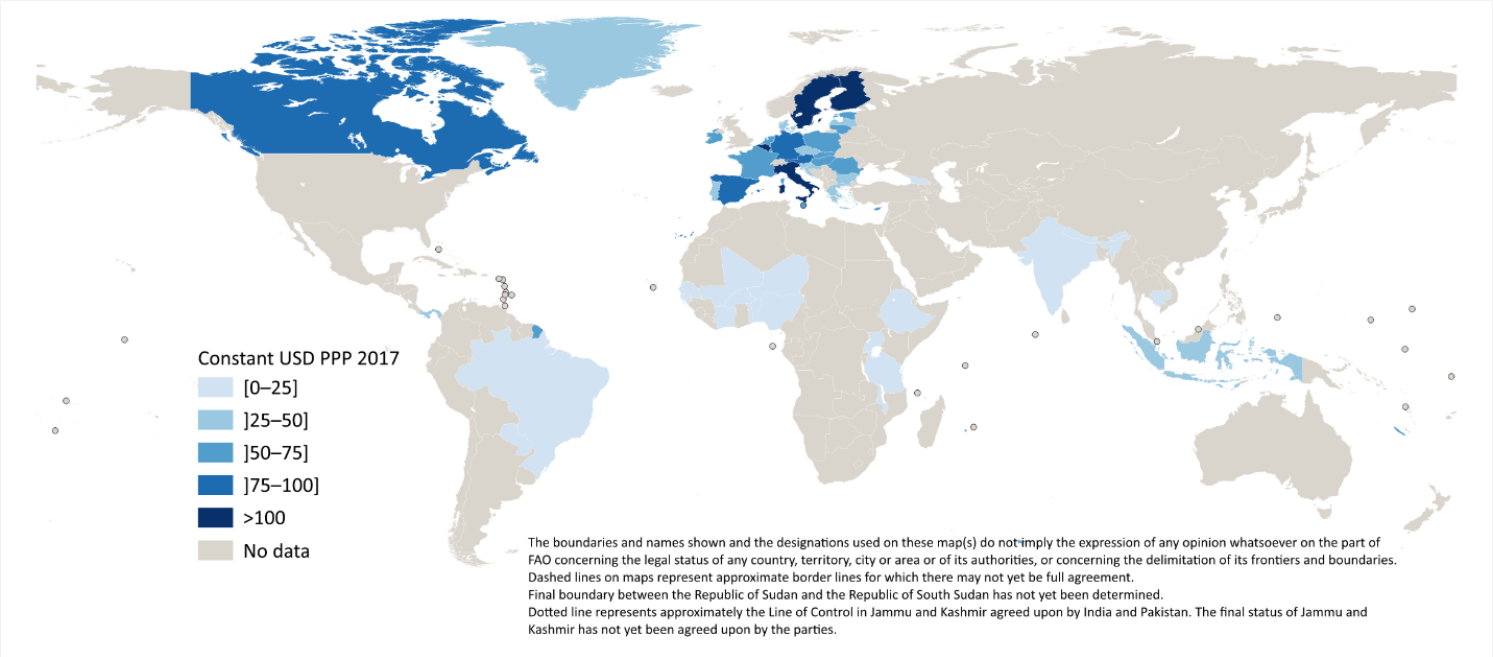 Constant USD PPP 2017
[0–25]
]25–50]
]50–75]
]75–100]
>100
No data
The boundaries and names shown and the designations used on these map(s) do not imply the expression of any opinion whatsoever on the part of
FAO concerning the legal status of any country, territory, city or area or of its authorities, or concerning the delimitation of its frontiers and boundaries.
Dashed lines on maps represent approximate border lines for which there may not yet be full agreement.
Final boundary between the Republic of Sudan and the Republic of South Sudan has not yet been determined.
Dotted line represents approximately the Line of Control in Jammu and Kashmir agreed upon by India and Pakistan. The final status of Jammu and
Kashmir has not yet been agreed upon by the parties.